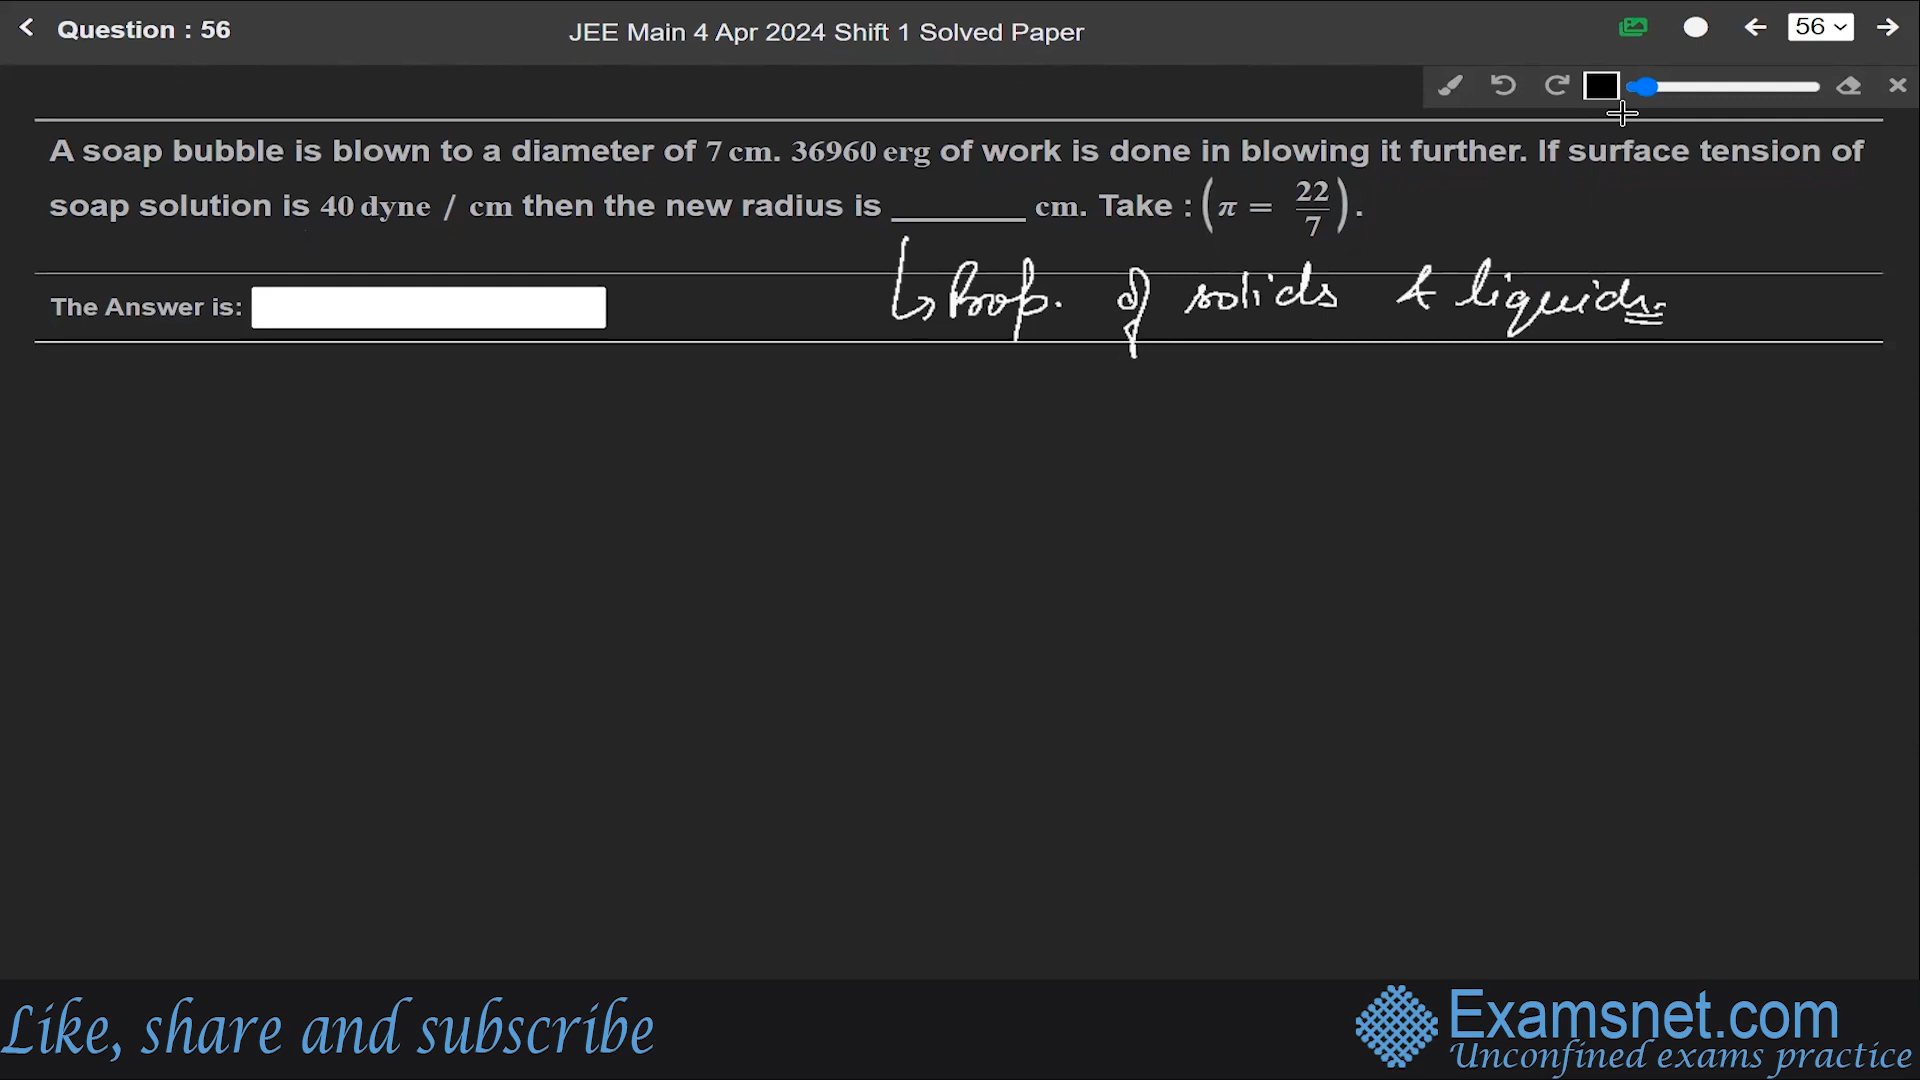 Question : 56
JEE Main 4 Apr 2024 Shift 1 Solved Paper
56
A soap bubble is blown to a diameter of 7 cm. 36960 erg of work is done in blowing it further. If surface tension of
soap solution is 40 dyne / cm then the new radius is ________ cm. Take : (π = 22/7).
↳ Prop. of solids & liquids.
The Answer is:
Like, share and subscribe
Examsnet.com
Unconfined exams practice